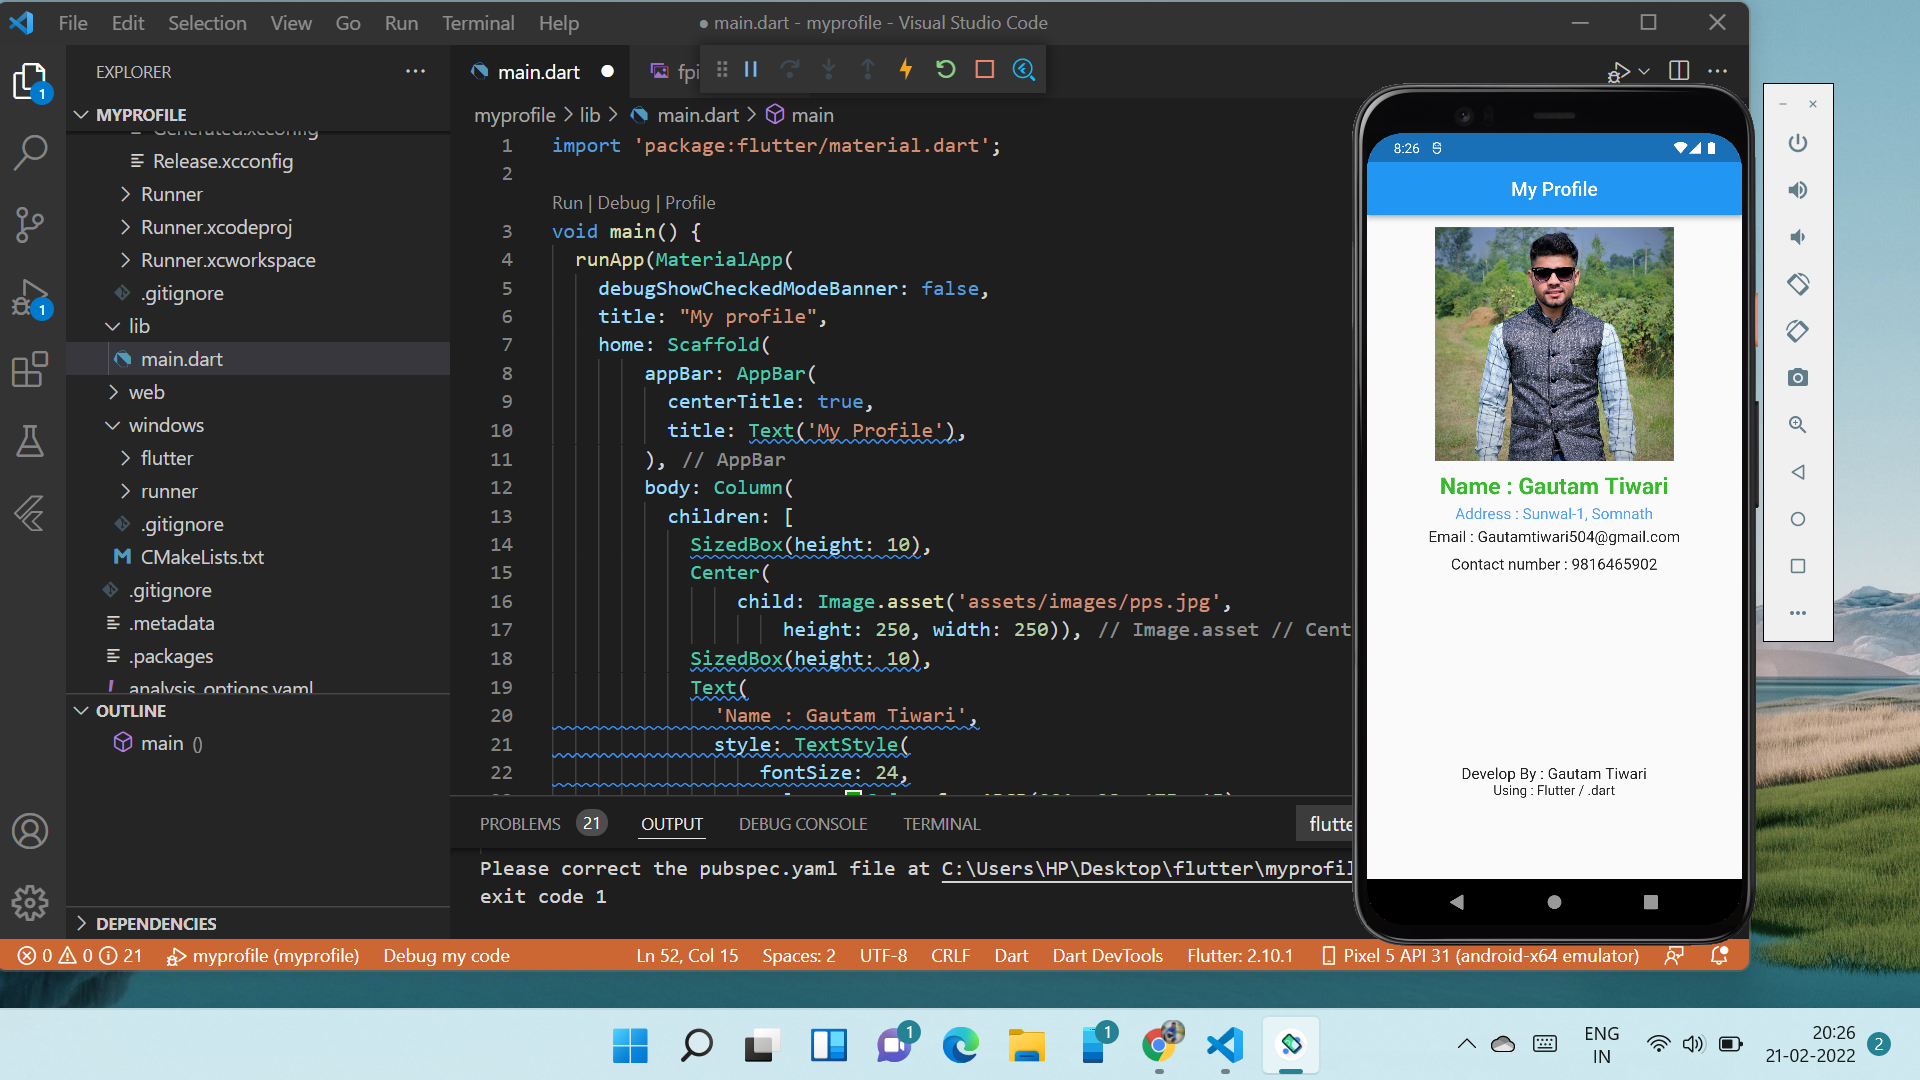 File Edit Selection View Go Run Terminal Help
● main.dart - myprofile - Visual Studio Code
EXPLORER
MYPROFILE
Generated.xcconfig
Release.xcconfig
Runner
Runner.xcodeproj
Runner.xcworkspace
.gitignore
lib
main.dart
web
windows
flutter
runner
.gitignore
CMakeLists.txt
.gitignore
.metadata
.packages
analysis_options.yaml
OUTLINE
main ()
DEPENDENCIES
1
1
main.dart
fpi
myprofile > lib > main.dart > main
1 import 'package:flutter/material.dart';
2
Run | Debug | Profile
3 void main() {
4 runApp(MaterialApp(
5 debugShowCheckedModeBanner: false,
6 title: "My profile",
7 home: Scaffold(
8 appBar: AppBar(
9 centerTitle: true,
10 title: Text('My Profile'),
11 ), // AppBar
12 body: Column(
13 children: [
14 SizedBox(height: 10),
15 Center(
16 child: Image.asset('assets/images/pps.jpg',
17 height: 250, width: 250)), // Image.asset // Cent
18 SizedBox(height: 10),
19 Text(
20 'Name : Gautam Tiwari',
21 style: TextStyle(
22 fontSize: 24,
PROBLEMS 21 OUTPUT DEBUG CONSOLE TERMINAL
flutte
Please correct the pubspec.yaml file at C:\Users\HP\Desktop\flutter\myprofil
exit code 1
0 0 21 myprofile (myprofile) Debug my code Ln 52, Col 15 Spaces: 2 UTF-8 CRLF Dart Dart DevTools Flutter: 2.10.1 Pixel 5 API 31 (android-x64 emulator)
8:26
My Profile
Name : Gautam Tiwari
Address : Sunwal-1, Somnath
Email : Gautamtiwari504@gmail.com
Contact number : 9816465902
Develop By : Gautam Tiwari
Using : Flutter / .dart
1
1
ENG
IN
20:26
21-02-2022
2